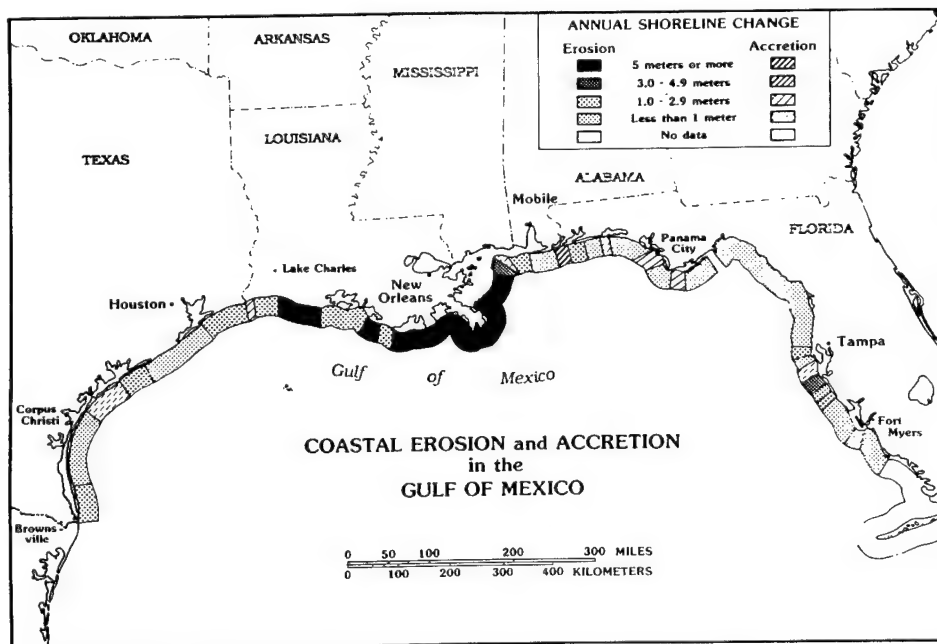 OKLAHOMA
ARKANSAS
MISSISSIPPI
TEXAS
LOUISIANA
ALABAMA
FLORIDA
ANNUAL SHORELINE CHANGE
Erosion Accretion
5 meters or more
3.0 - 4.9 meters
1.0 - 2.9 meters
Less than 1 meter
No data
Mobile
Panama
City
Lake Charles
New
Orleans
Houston
Tampa
Gulf of Mexico
Corpus
Christi
Fort
Myers
COASTAL EROSION and ACCRETION
in the
GULF OF MEXICO
Browns-
ville
0 50 100 200 300 MILES
0 100 200 300 400 KILOMETERS